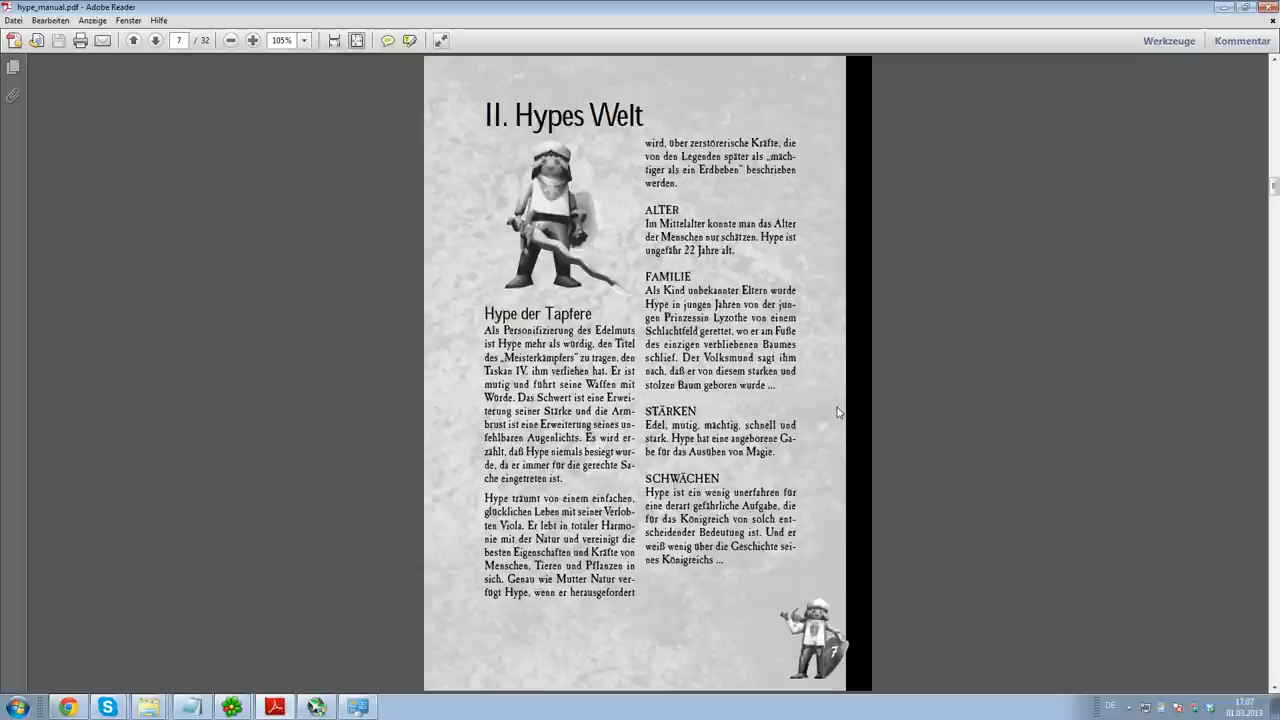 hype_manual.pdf - Adobe Reader
Datei Bearbeiten Anzeige Fenster Hilfe
7 / 32 105% Werkzeuge Kommentar
II. Hypes Welt
Hype der Tapfere
Als Personifizierung des Edelmuts
ist Hype mehr als würdig, den Titel
des „Meisterkämpfers“ zu tragen, den
Taskan IV. ihm verliehen hat. Er ist
mutig und führt seine Waffen mit
Würde. Das Schwert ist eine Erwei-
terung seiner Stärke und die Arm-
brust ist eine Erweiterung seines un-
fehlbaren Augenlichts. Es wird er-
zählt, daß Hype niemals besiegt wur-
de, da er immer für die gerechte Sa-
che eingetreten ist.
Hype träumt von einem einfachen,
glücklichen Leben mit seiner Verlob-
ten Viola. Er lebt in totaler Harmo-
nie mit der Natur und vereinigt die
besten Eigenschaften und Kräfte von
Menschen, Tieren und Pflanzen in
sich. Genau wie Mutter Natur ver-
fügt Hype, wenn er herausgefordert
wird, über zerstörerische Kräfte, die
von den Legenden später als „mäch-
tiger als ein Erdbeben“ beschrieben
werden.
ALTER
Im Mittelalter konnte man das Alter
der Menschen nur schätzen. Hype ist
ungefähr 22 Jahre alt.
FAMILIE
Als Kind unbekannter Eltern wurde
Hype in jungen Jahren von der jun-
gen Prinzessin Lyzothe von einem
Schlachtfeld gerettet, wo er am Fuße
des einzigen verbliebenen Baumes
schlief. Der Volksmund sagt ihm
nach, daß er von diesem starken und
stolzen Baum geboren wurde ...
STÄRKEN
Edel, mutig, mächtig, schnell und
stark. Hype hat eine angeborene Ga-
be für das Ausüben von Magie.
SCHWÄCHEN
Hype ist ein wenig unerfahren für
eine derart gefährliche Aufgabe, die
für das Königreich von solch ent-
scheidender Bedeutung ist. Und er
weiß wenig über die Geschichte sei-
nes Königreichs ...
7
DE 17:07
01.03.2013